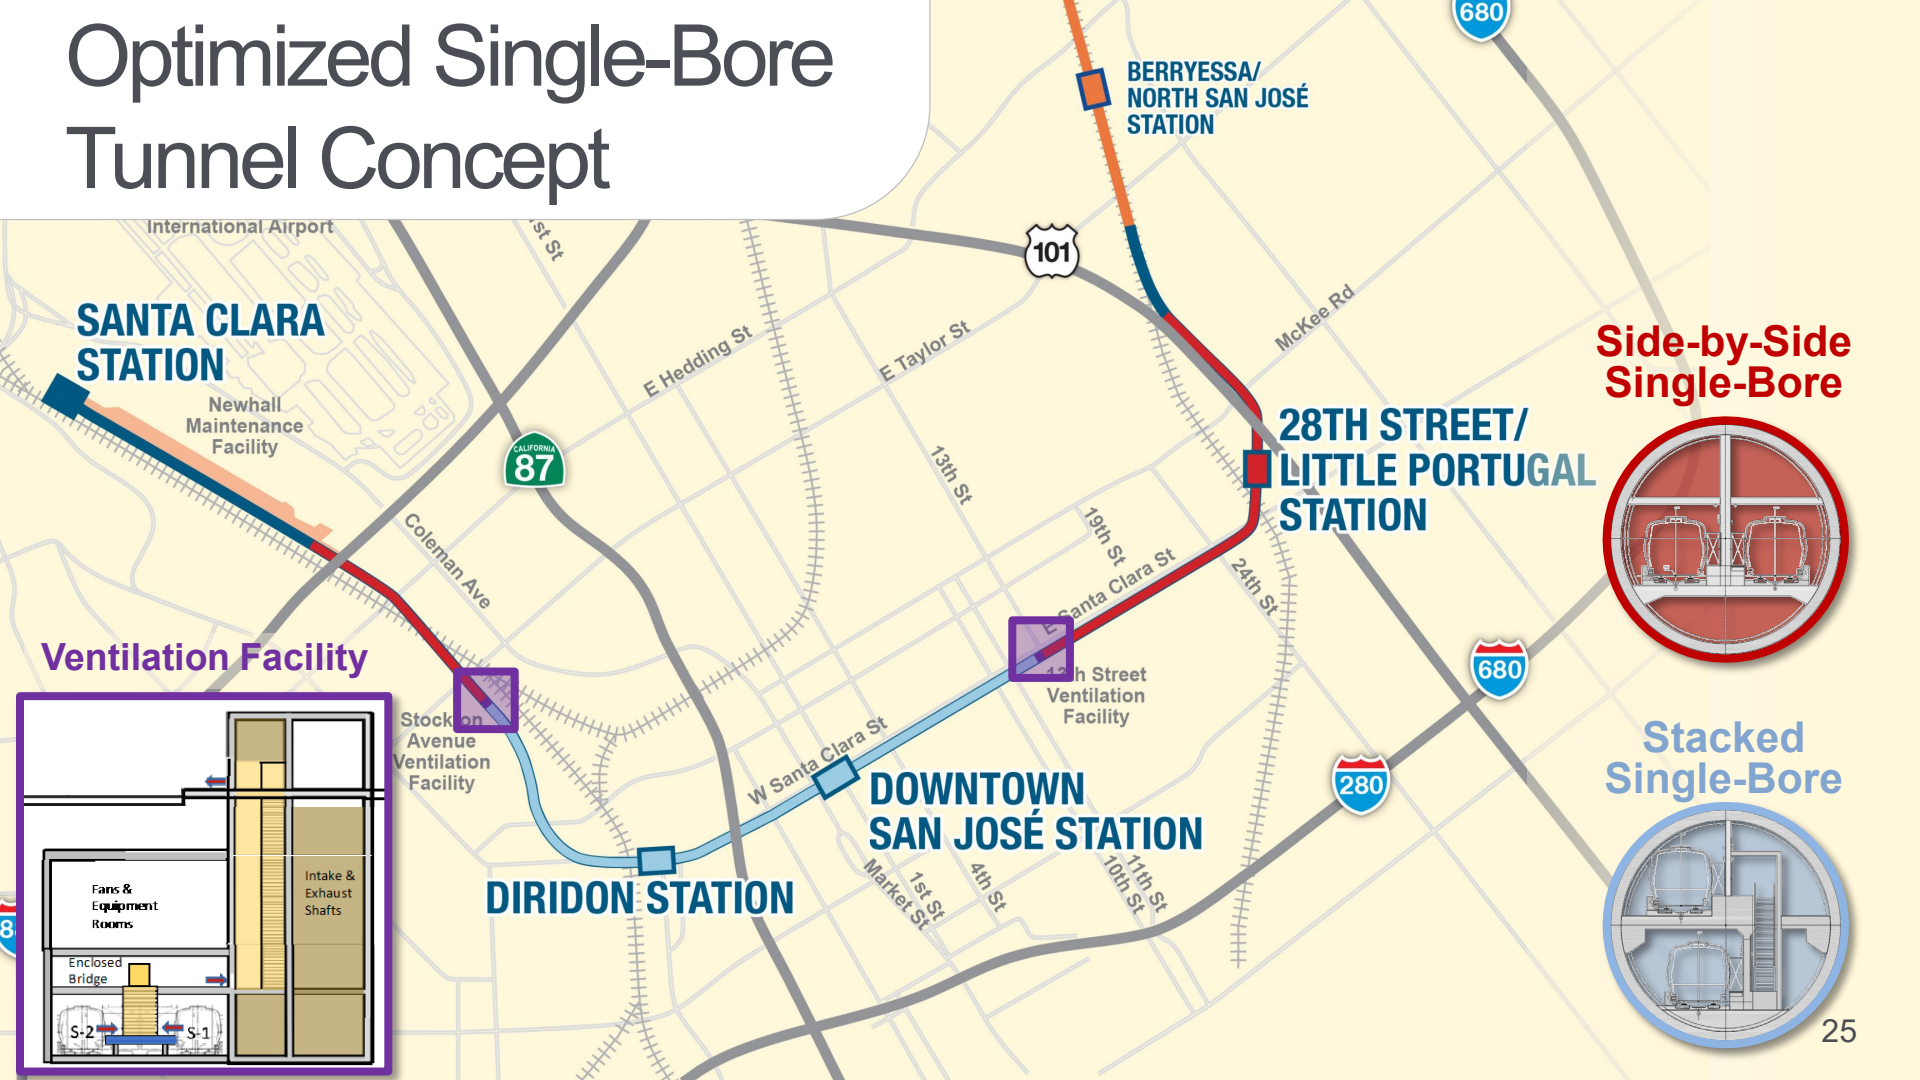 Optimized Single-Bore
Tunnel Concept
International Airport
1st St
680
BERRYESSA/
NORTH SAN JOSÉ
STATION
101
SANTA CLARA
STATION
Newhall
Maintenance
Facility
E Hedding St
E Taylor St
McKee Rd
CALIFORNIA
87
Coleman Ave
13th St
19th St
24th St
E Santa Clara St
28TH STREET/
LITTLE PORTUGAL
STATION
Side-by-Side
Single-Bore
Ventilation Facility
Stockton
Avenue
Ventilation
Facility
13th Street
Ventilation
Facility
680
W Santa Clara St
DOWNTOWN
SAN JOSÉ STATION
DIRIDON STATION
280
Market St
1st St
4th St
10th St
11th St
Stacked
Single-Bore
Fans &
Equipment
Rooms
Intake &
Exhaust
Shafts
Enclosed
Bridge
S-2
S-1
25